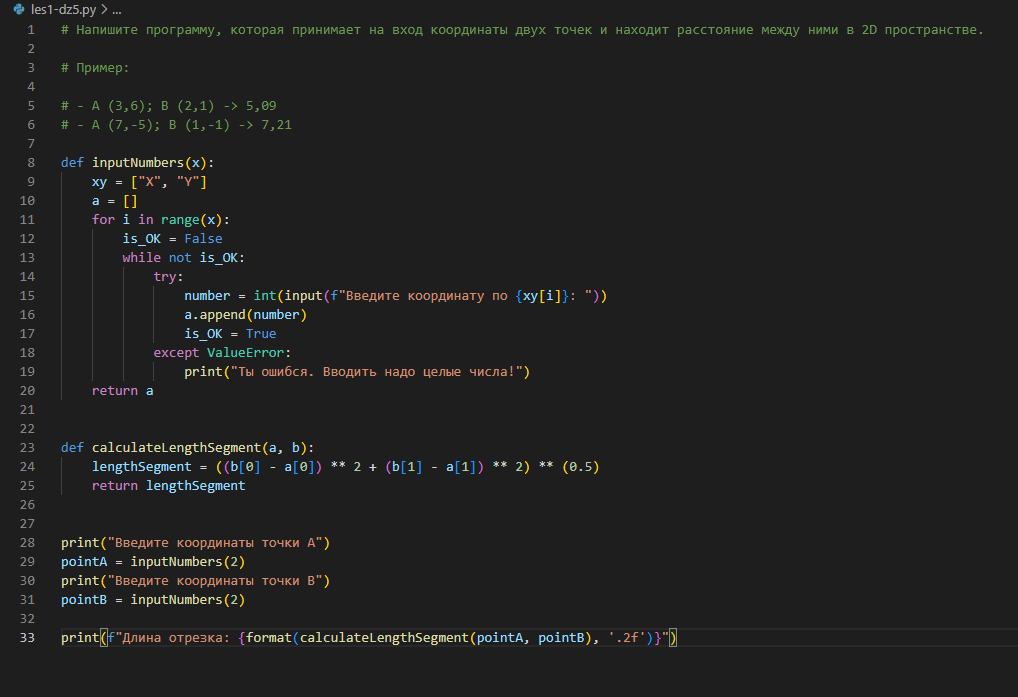 les1-dz5.py > ...
1 # Напишите программу, которая принимает на вход координаты двух точек и находит расстояние между ними в 2D пространстве.
2
3 # Пример:
4
5 # - A (3,6); B (2,1) -> 5,09
6 # - A (7,-5); B (1,-1) -> 7,21
7
8 def inputNumbers(x):
9     xy = ["X", "Y"]
10     a = []
11     for i in range(x):
12         is_OK = False
13         while not is_OK:
14             try:
15                 number = int(input(f"Введите координату по {xy[i]}: "))
16                 a.append(number)
17                 is_OK = True
18             except ValueError:
19                 print("Ты ошибся. Вводить надо целые числа!")
20     return a
21
22
23 def calculateLengthSegment(a, b):
24     lengthSegment = ((b[0] - a[0]) ** 2 + (b[1] - a[1]) ** 2) ** (0.5)
25     return lengthSegment
26
27
28 print("Введите координаты точки А")
29 pointA = inputNumbers(2)
30 print("Введите координаты точки В")
31 pointB = inputNumbers(2)
32
33 print(f"Длина отрезка: {format(calculateLengthSegment(pointA, pointB), '.2f')}")